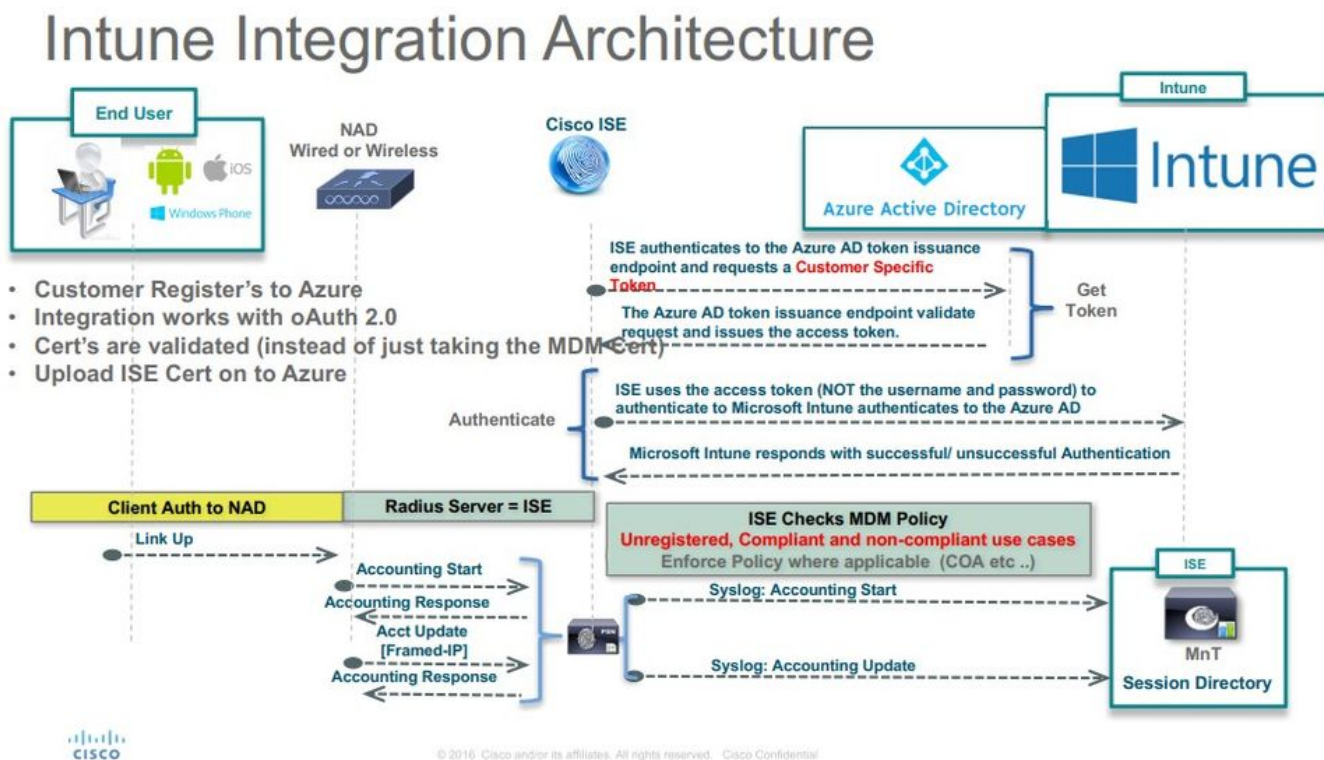 Intune Integration Architecture
End User
iOS
Windows Phone
NAD
Wired or Wireless
Cisco ISE
Azure Active Directory
Intune
Intune
ISE authenticates to the Azure AD token issuance
endpoint and requests a Customer Specific
Token
The Azure AD token issuance endpoint validate
request and issues the access token.
Get
Token
• Customer Register's to Azure
• Integration works with oAuth 2.0
• Cert's are validated (instead of just taking the MDM Cert)
• Upload ISE Cert on to Azure
Authenticate
ISE uses the access token (NOT the username and password) to
authenticate to Microsoft Intune authenticates to the Azure AD
Microsoft Intune responds with successful/ unsuccessful Authentication
Client Auth to NAD
Radius Server = ISE
ISE Checks MDM Policy
Unregistered, Compliant and non-compliant use cases
Enforce Policy where applicable (COA etc ..)
Link Up
Accounting Start
Accounting Response
Acct Update
[Framed-IP]
Accounting Response
PSN
Syslog: Accounting Start
Syslog: Accounting Update
ISE
MnT
Session Directory
CISCO
© 2016 Cisco and/or its affiliates. All rights reserved. Cisco Confidential